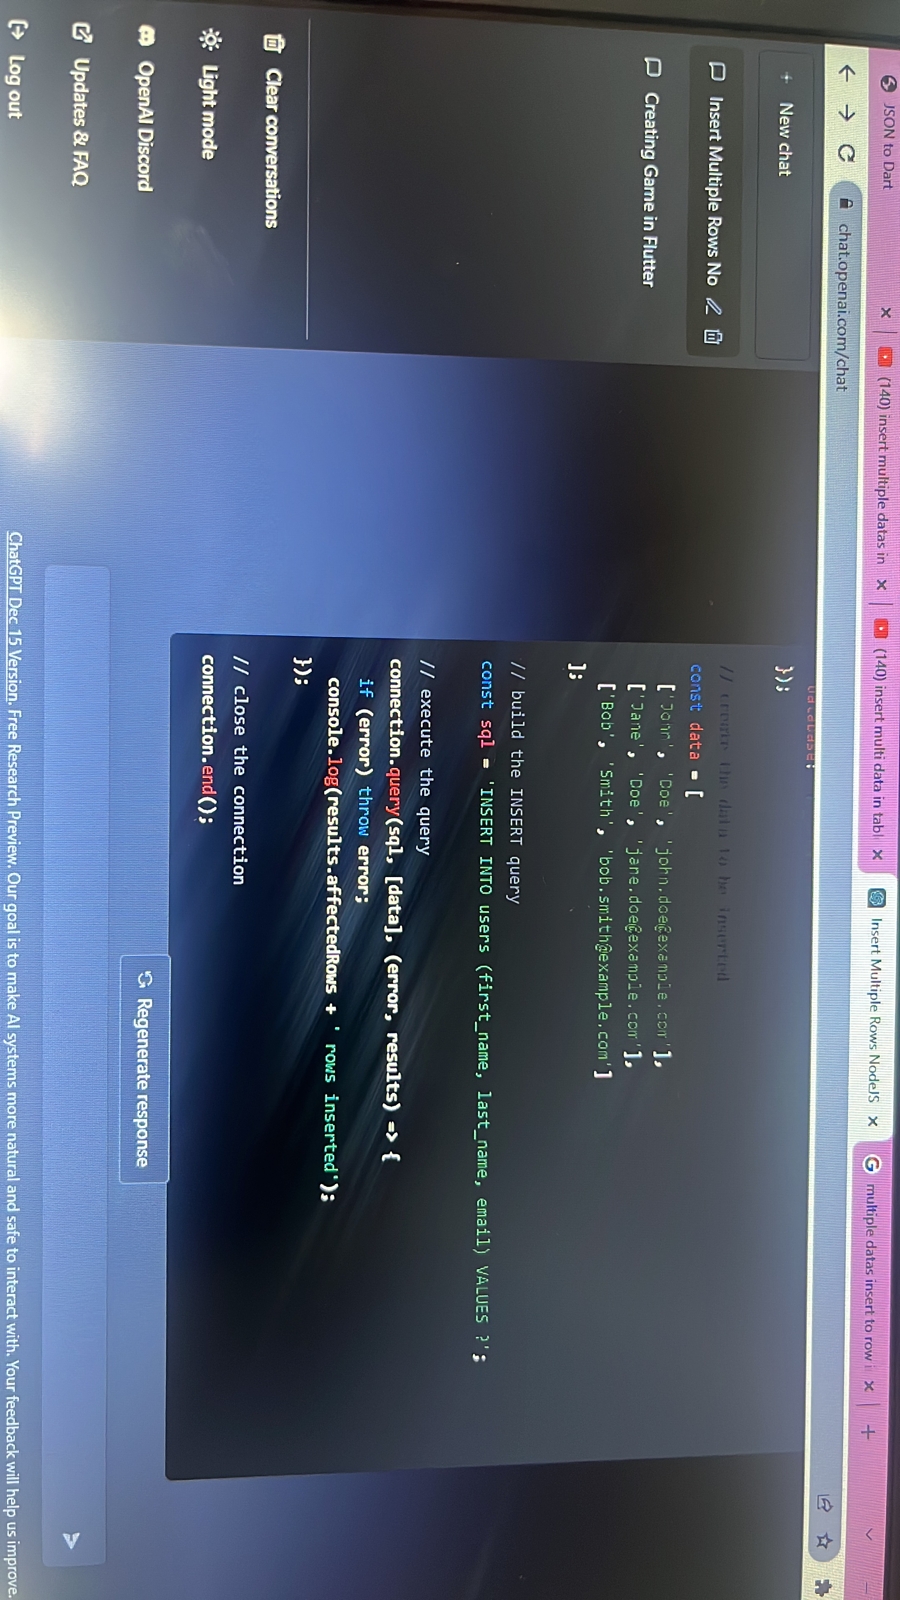 JSON to Dart
(140) insert multiple datas in
(140) insert multi data in tabl
Insert Multiple Rows NodeJS
multiple datas insert to row i
chat.openai.com/chat
New chat
Insert Multiple Rows No
Creating Game in Flutter
Clear conversations
Light mode
OpenAI Discord
Updates & FAQ
Log out
database:
});
// create the data to be inserted
const data = [
['John', 'Doe', 'john.doe@example.com'],
['Jane', 'Doe', 'jane.doe@example.com'],
['Bob', 'Smith', 'bob.smith@example.com']
];
// build the INSERT query
const sql = 'INSERT INTO users (first_name, last_name, email) VALUES ?';
// execute the query
connection.query(sql, [data], (error, results) => {
if (error) throw error;
console.log(results.affectedRows + ' rows inserted');
});
// close the connection
connection.end();
Regenerate response
ChatGPT Dec 15 Version. Free Research Preview. Our goal is to make AI systems more natural and safe to interact with. Your feedback will help us improve.